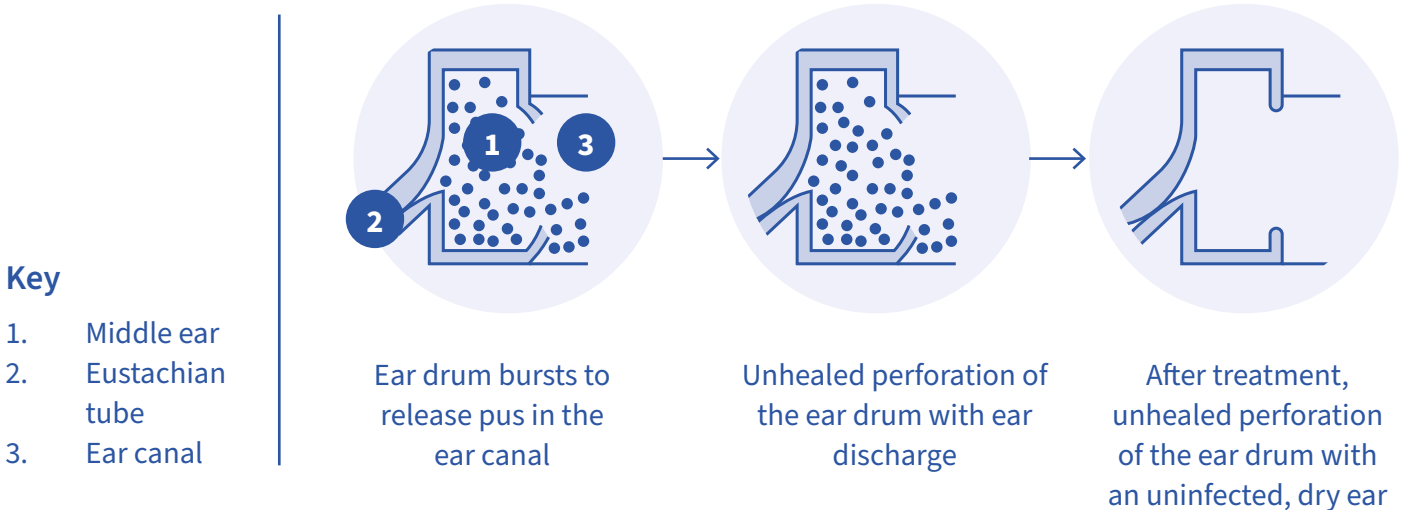 1
3
2
Key
1. Middle ear
2. Eustachian
tube
3. Ear canal
Ear drum bursts to
release pus in the
ear canal
Unhealed perforation of
the ear drum with ear
discharge
After treatment,
unhealed perforation
of the ear drum with
an uninfected, dry ear